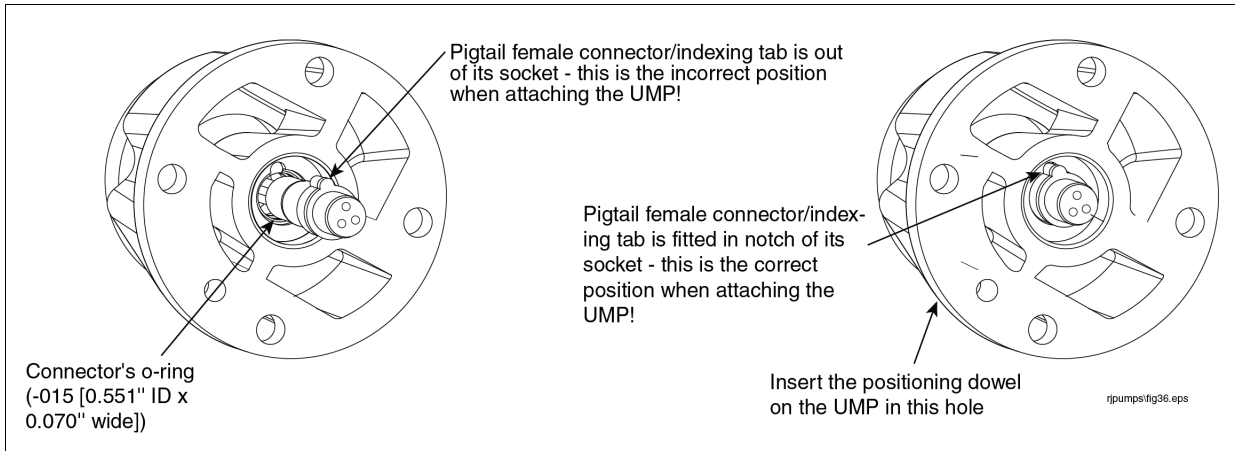 Pigtail female connector/indexing tab is out
of its socket - this is the incorrect position
when attaching the UMP!
Pigtail female connector/index-
ing tab is fitted in notch of its
socket - this is the correct
position when attaching the
UMP!
Connector's o-ring
(-015 [0.551" ID x
0.070" wide])
Insert the positioning dowel
on the UMP in this hole
rjpumps\fig36.eps